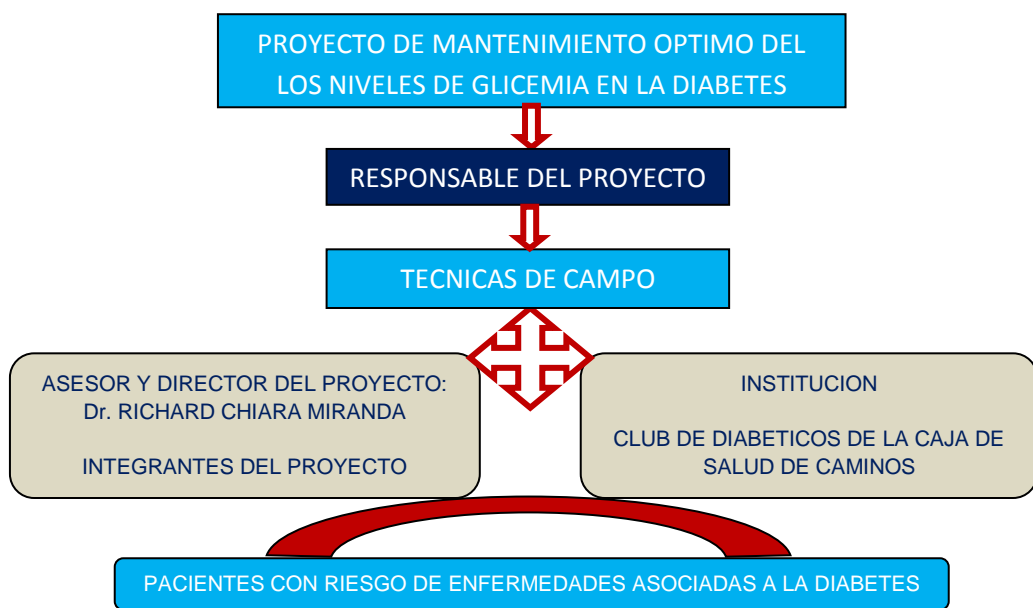 PROYECTO DE MANTENIMIENTO OPTIMO DEL
LOS NIVELES DE GLICEMIA EN LA DIABETES
RESPONSABLE DEL PROYECTO
TECNICAS DE CAMPO
ASESOR Y DIRECTOR DEL PROYECTO:
Dr. RICHARD CHIARA MIRANDA
INTEGRANTES DEL PROYECTO
INSTITUCION
CLUB DE DIABETICOS DE LA CAJA DE
SALUD DE CAMINOS
PACIENTES CON RIESGO DE ENFERMEDADES ASOCIADAS A LA DIABETES